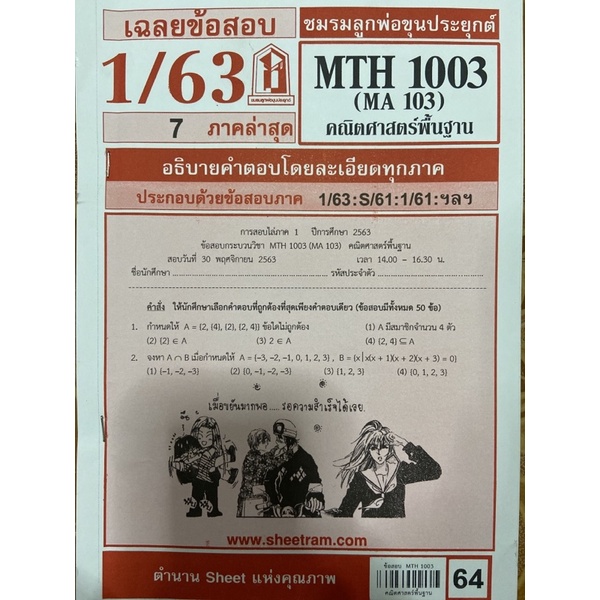 เฉลยข้อสอบ
ชมรมลูกพ่อขุนประยุกต์
1/63
MTH 1003
(MA 103)
7 ภาคล่าสุด
คณิตศาสตร์พื้นฐาน
อธิบายคำตอบโดยละเอียดทุกภาค
ประกอบด้วยข้อสอบภาค 1/63:S/61:1/61:ฯลฯ
การสอบไล่ภาค 1 ปีการศึกษา 2563
ข้อสอบกระบวนวิชา MTH 1003 (MA 103) คณิตศาสตร์พื้นฐาน
สอบวันที่ 30 พฤศจิกายน 2563 เวลา 14.00 – 16.30 น.
ชื่อนักศึกษา ........ รหัสประจำตัว ........
คำสั่ง ให้นักศึกษาเลือกคำตอบที่ถูกต้องที่สุดเพียงคำตอบเดียว (ข้อสอบมีทั้งหมด 50 ข้อ)
1. กำหนดให้ A = {2, {4}, {2}, {2, 4}} ข้อใดไม่ถูกต้อง (1) A มีสมาชิกจำนวน 4 ตัว
(2) {2} ∈ A (3) 2 ∈ A (4) {2, 4} ⊆ A
2. จงหา A ∩ B เมื่อกำหนดให้ A = {–3, –2, –1, 0, 1, 2, 3} , B = {x | x(x + 1)(x + 2)(x + 3) = 0}
(1) {–1, –2, –3} (2) {0, –1, –2, –3} (3) {1, 2, 3} (4) {0, 1, 2, 3}
เมื่อขยันมากพอ..... รอความสำเร็จได้เลย
www.sheetram.com
ตำนาน Sheet แห่งคุณภาพ
ข้อสอบ MTH 1003
คณิตศาสตร์พื้นฐาน
64